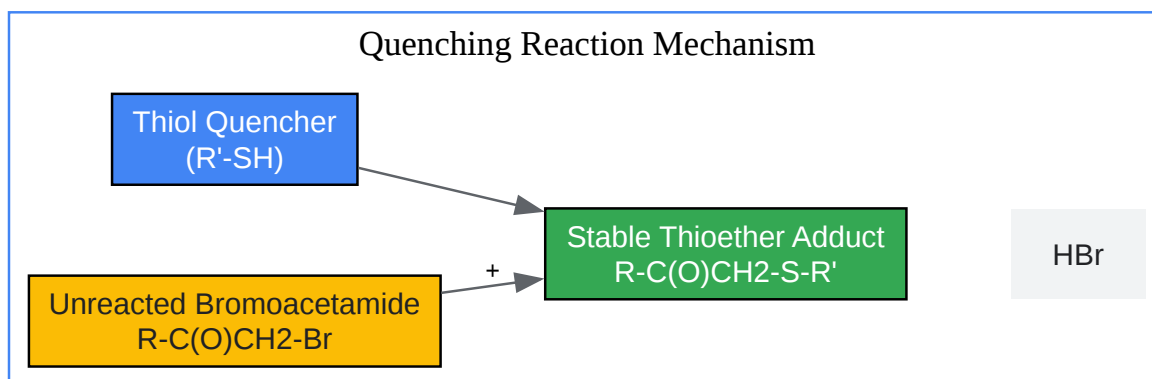 Quenching Reaction Mechanism
Thiol Quencher
(R'-SH)
Unreacted Bromoacetamide
R-C(O)CH2-Br
+
Stable Thioether Adduct
R-C(O)CH2-S-R'
HBr